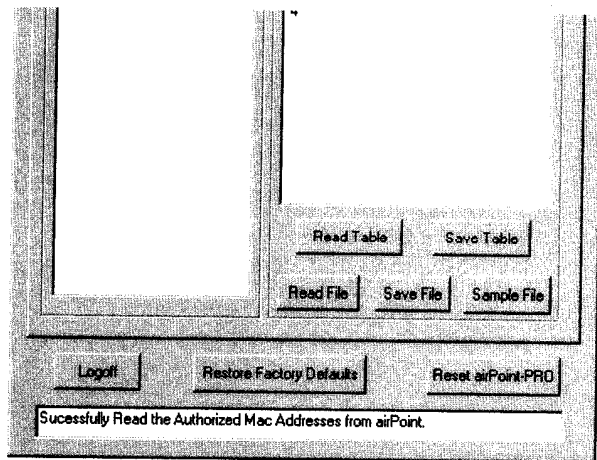 4
Read Table Save Table
Read File Save File Sample File
Logoff Restore Factory Defaults Reset airPoint-PRO
Sucessfully Read the Authorized Mac Addresses from airPoint.